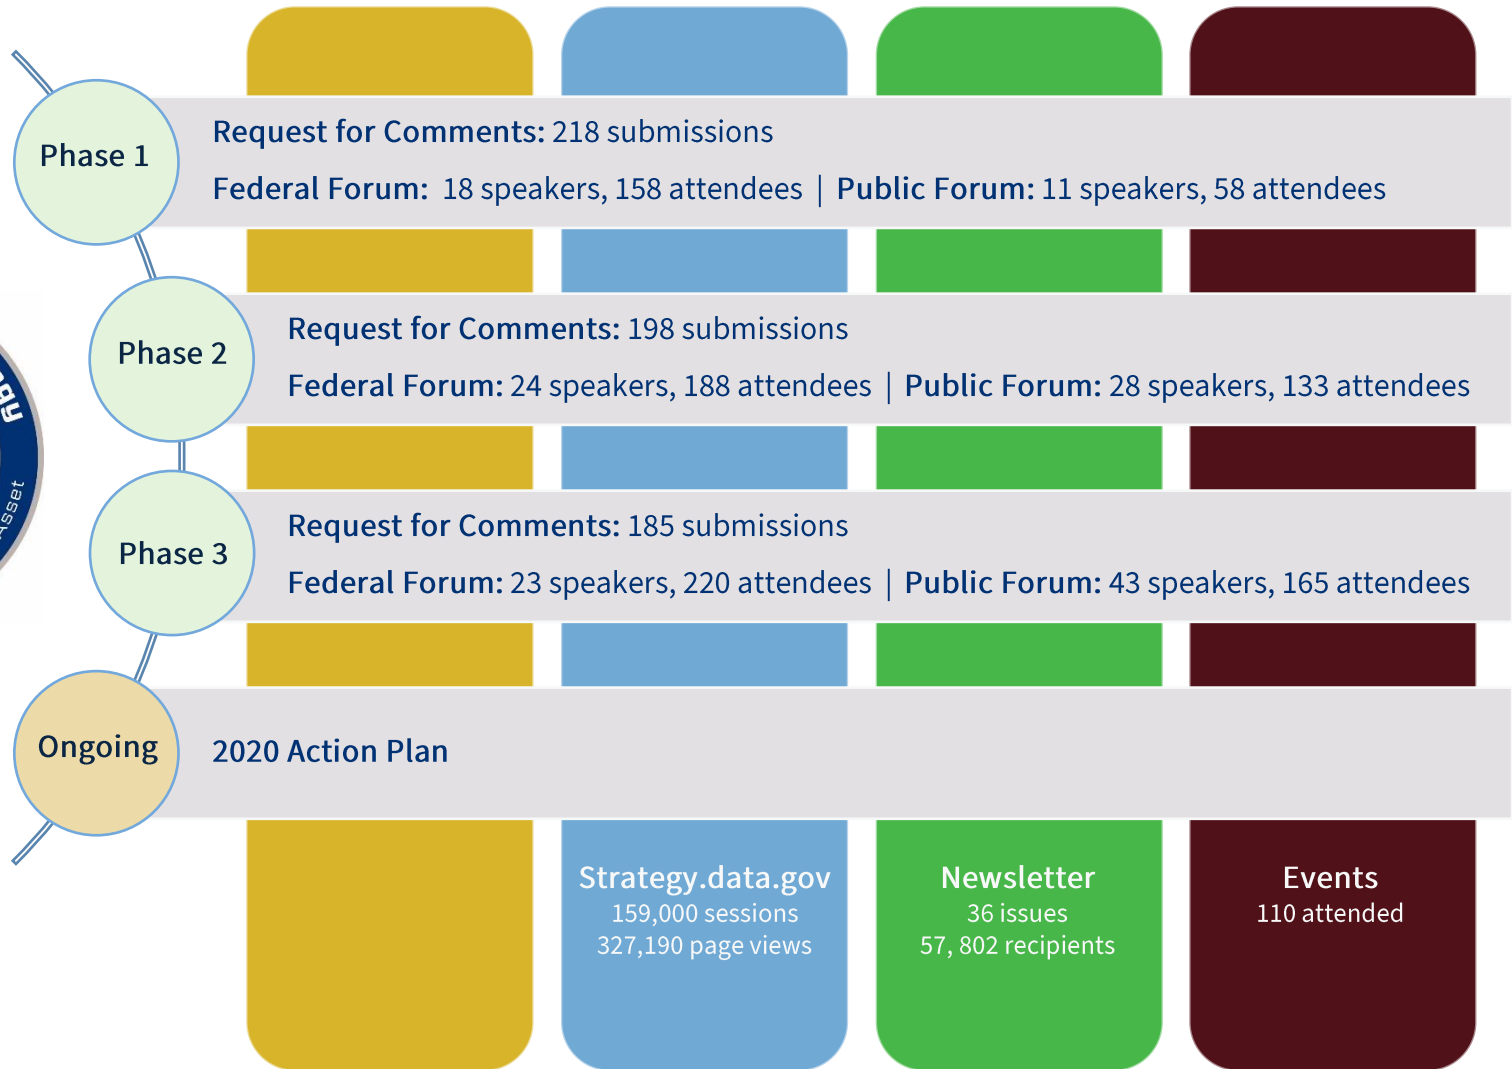 Phase 1
Request for Comments: 218 submissions
Federal Forum: 18 speakers, 158 attendees | Public Forum: 11 speakers, 58 attendees
Phase 2
Request for Comments: 198 submissions
Federal Forum: 24 speakers, 188 attendees | Public Forum: 28 speakers, 133 attendees
Asset
Phase 3
Request for Comments: 185 submissions
Federal Forum: 23 speakers, 220 attendees | Public Forum: 43 speakers, 165 attendees
Ongoing
2020 Action Plan
Strategy.data.gov
159,000 sessions
327,190 page views
Newsletter
36 issues
57, 802 recipients
Events
110 attended